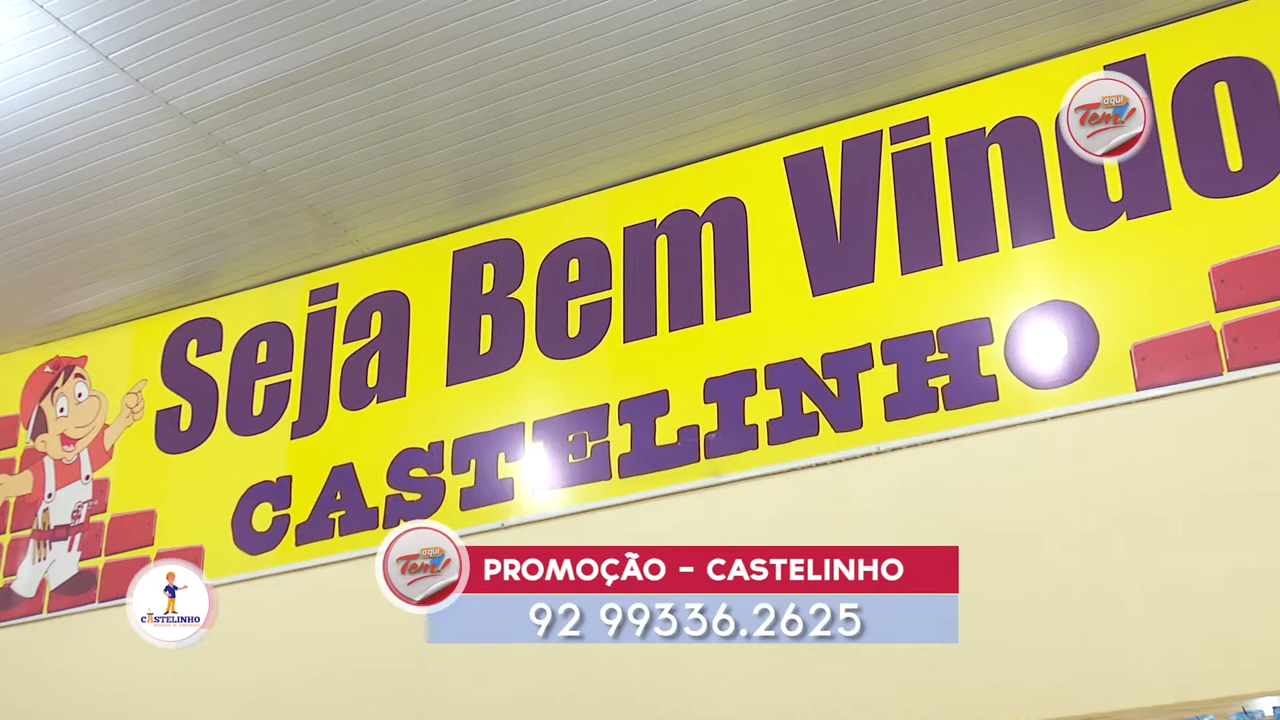 Seja Bem Vindo
CASTELINHO
aqui
Tem!
aqui
Tem!
PROMOÇÃO - CASTELINHO
92 99336.2625
CASTELINHO